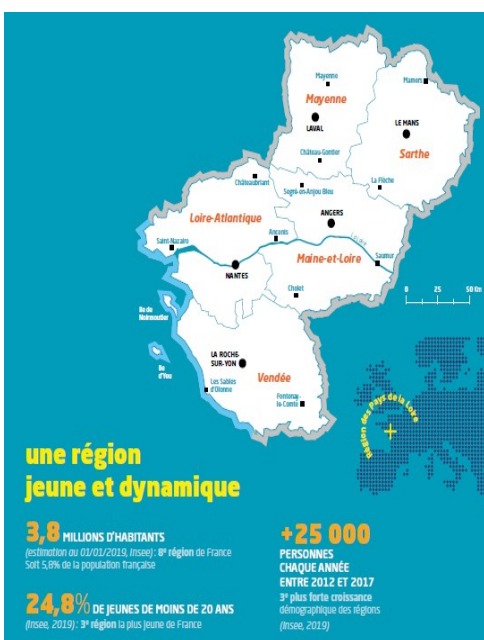 Mayenne
Mamers
Mayenne
LAVAL
LE MANS
Sarthe
Château-Gontier
La Flèche
Châteaubriant
Segré-en-Anjou Bleu
Loire-Atlantique
ANGERS
Ancenis
La Loire
Saint-Nazaire
Maine-et-Loire
Saumur
NANTES
Cholet
0 25 50 Km
Ile de
Noirmoutier
Ile
d'Yeu
LA ROCHE-
SUR-YON
Vendée
Les Sables
d'Olonne
Fontenay-
le-Comte
Région des Pays de la Loire
une région
jeune et dynamique
3,8 MILLIONS D'HABITANTS
(estimation au 01/01/2019, Insee) : 8e région de France
Soit 5,8% de la population française
24,8% DE JEUNES DE MOINS DE 20 ANS
(Insee, 2019) : 3e région la plus jeune de France
+25 000
PERSONNES
CHAQUE ANNÉE
ENTRE 2012 ET 2017
3e plus forte croissance
démographique des régions
(Insee, 2019)